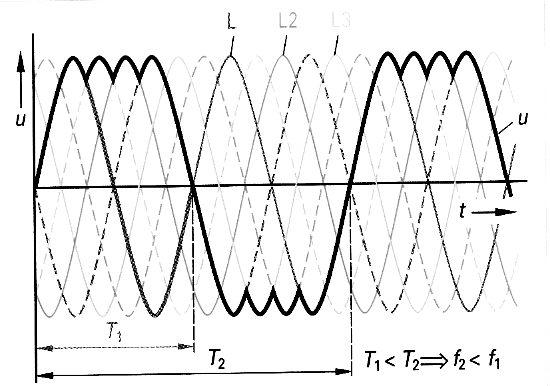 L L2 L3
u
u
t
T₁
T₂
T₁ < T₂ ⟹ f₂ < f₁